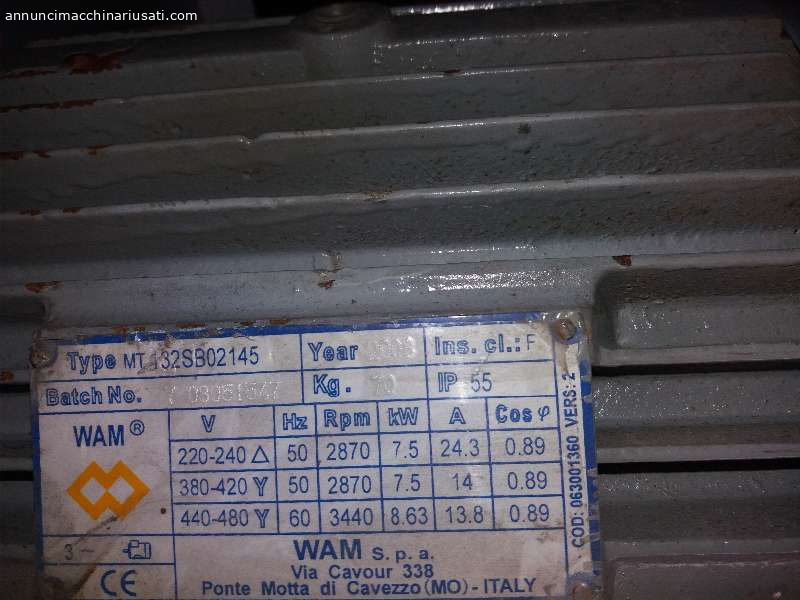 annuncimacchinariusati.com
Type MT 132SB02145 Year Ins. cl.: F
Batch No. Kg. 70 IP 55
WAM® V Hz Rpm kW A Cos φ
220-240 Δ 50 2870 7.5 24.3 0.89
380-420 Y 50 2870 7.5 14 0.89
440-480 Y 60 3440 8.63 13.8 0.89
3 ~
CE
WAM S.p.a.
Via Cavour 338
Ponte Motta di Cavezzo (MO) - ITALY
COD: 063001360 VERS: 2